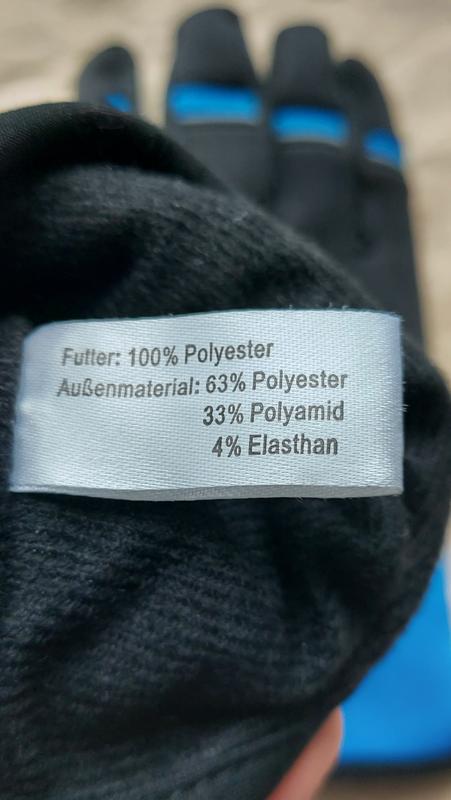 Futter: 100% Polyester
Außenmaterial: 63% Polyester
33% Polyamid
4% Elasthan